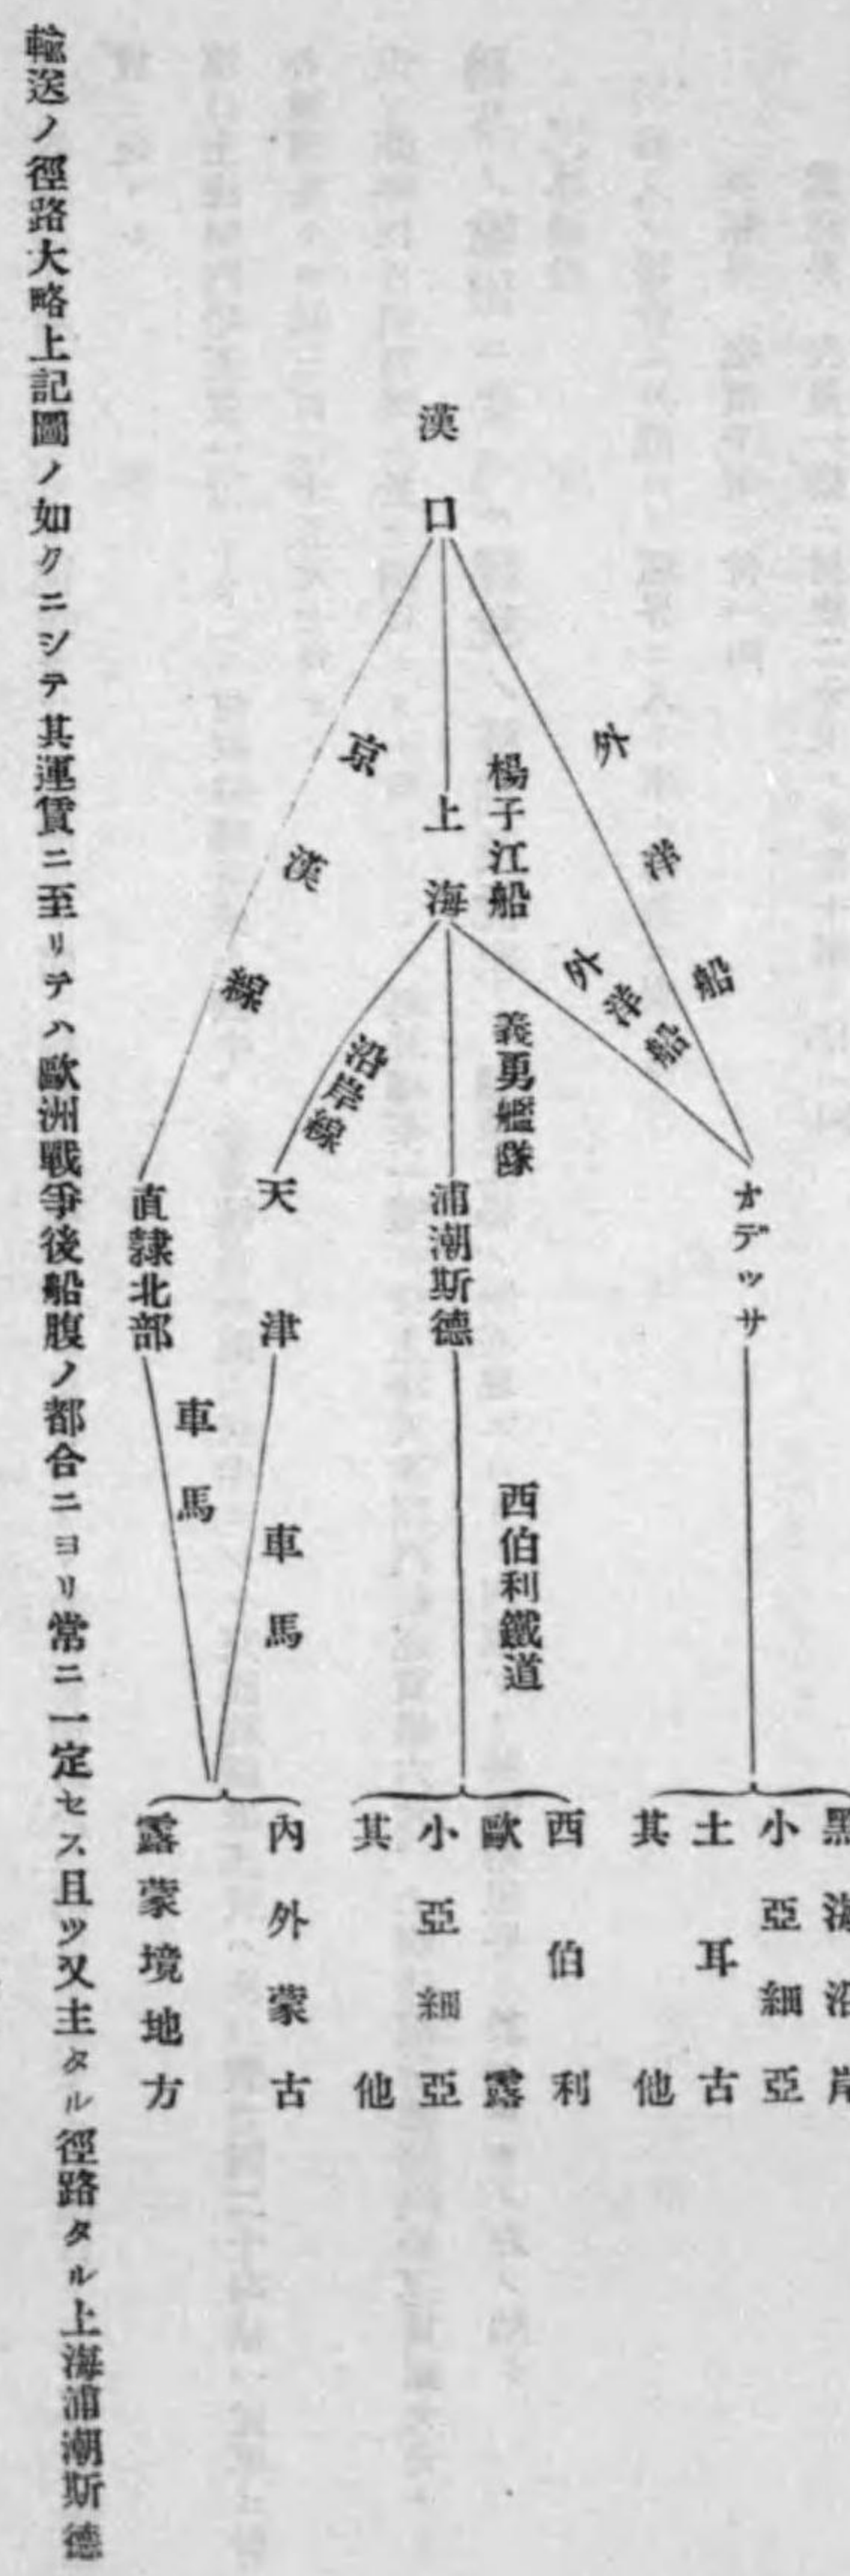 漢口
外洋船
楊子江船
京漢線
上海
外洋船
義勇艦隊
沿岸線
オデッサ
浦潮斯德
天津
直隷北部
西伯利鐵道
車馬
車馬
黑海沿岸
小亞細亞
土耳古
其他
西伯利
歐露
小亞細亞
其他
內外蒙古
露蒙境地方
輸送ノ徑路大略上記圖ノ如クニシテ其運賃ニ至リテハ歐洲戰爭後船腹ノ都合ニヨリ常ニ一定セス且ツ又主タル徑路タル上海浦潮斯德